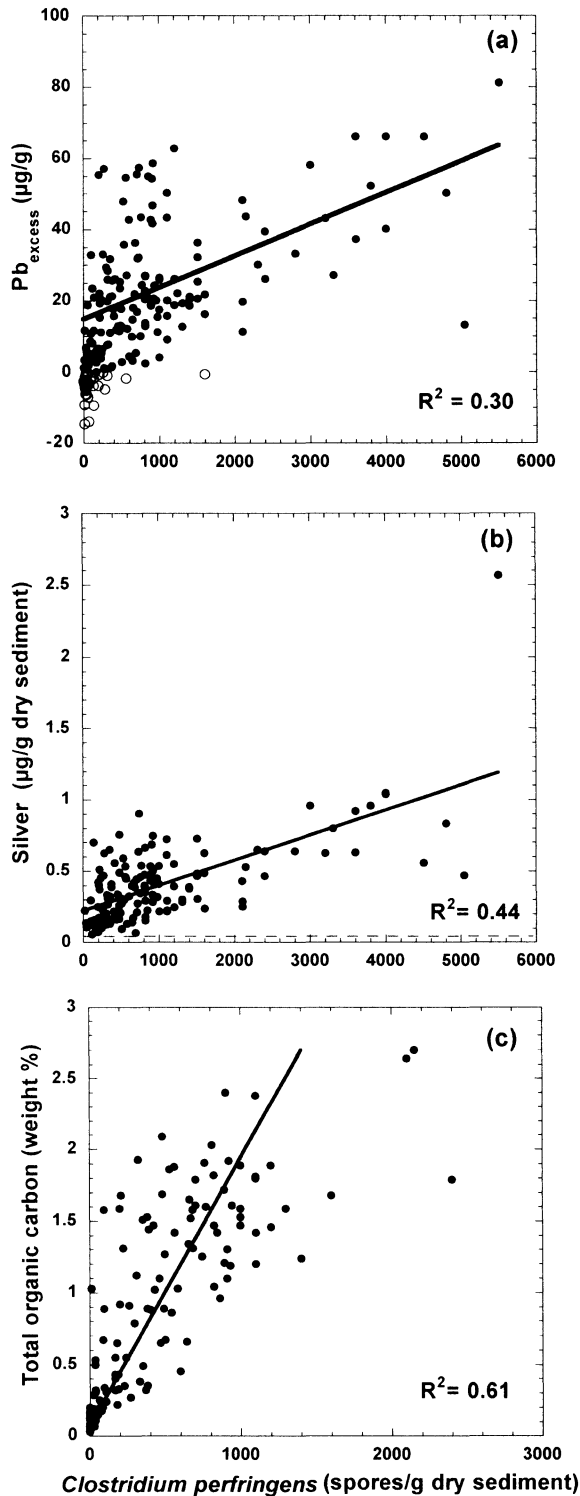 (a)
100
80
60
40
20
0
-20
Pb excess (µg/g)
R² = 0.30
0 1000 2000 3000 4000 5000 6000
(b)
3
2.5
2
1.5
1
0.5
0
Silver (µg/g dry sediment)
R²= 0.44
0 1000 2000 3000 4000 5000 6000
(c)
3
2.5
2
1.5
1
0.5
0
Total organic carbon (weight %)
R²= 0.61
0 1000 2000 3000
Clostridium perfringens (spores/g dry sediment)